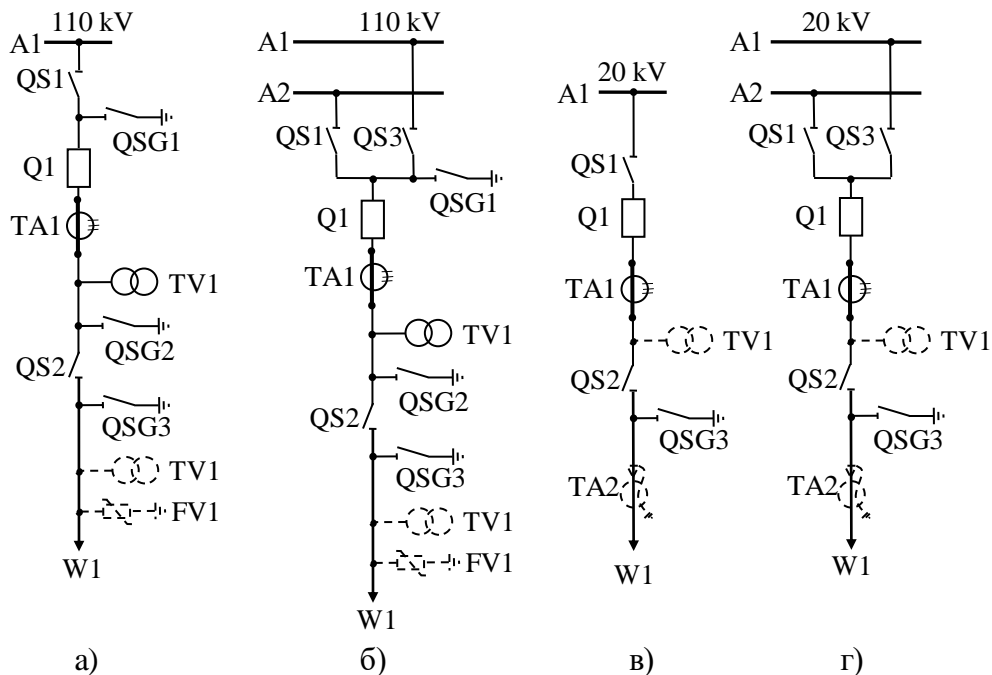 110 kV
A1
QS1
QSG1
Q1
TA1
TV1
QSG2
QS2
QSG3
TV1
FV1
W1
а)
110 kV
A1
A2
QS1
QS3
QSG1
Q1
TA1
TV1
QSG2
QS2
QSG3
TV1
FV1
W1
б)
20 kV
A1
QS1
Q1
TA1
TV1
QS2
QSG3
TA2
W1
в)
20 kV
A1
A2
QS1
QS3
Q1
TA1
TV1
QS2
QSG3
TA2
W1
г)